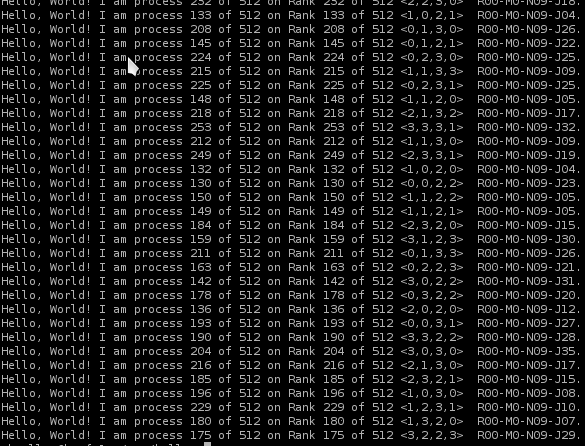 Hello, World! I am process 252 of 512 on Rank 252 of 512 <2,2,3,0> R00-M0-N09-J18.
Hello, World! I am process 133 of 512 on Rank 133 of 512 <1,0,2,1> R00-M0-N09-J04.
Hello, World! I am process 208 of 512 on Rank 208 of 512 <0,1,3,0> R00-M0-N09-J26.
Hello, World! I am process 145 of 512 on Rank 145 of 512 <0,1,2,1> R00-M0-N09-J22.
Hello, World! I am process 224 of 512 on Rank 224 of 512 <0,2,3,0> R00-M0-N09-J25.
Hello, World! I am process 215 of 512 on Rank 215 of 512 <1,1,3,3> R00-M0-N09-J09.
Hello, World! I am process 225 of 512 on Rank 225 of 512 <0,2,3,1> R00-M0-N09-J25.
Hello, World! I am process 148 of 512 on Rank 148 of 512 <1,1,2,0> R00-M0-N09-J05.
Hello, World! I am process 218 of 512 on Rank 218 of 512 <2,1,3,2> R00-M0-N09-J17.
Hello, World! I am process 253 of 512 on Rank 253 of 512 <3,3,3,1> R00-M0-N09-J32.
Hello, World! I am process 212 of 512 on Rank 212 of 512 <1,1,3,0> R00-M0-N09-J09.
Hello, World! I am process 249 of 512 on Rank 249 of 512 <2,3,3,1> R00-M0-N09-J19.
Hello, World! I am process 132 of 512 on Rank 132 of 512 <1,0,2,0> R00-M0-N09-J04.
Hello, World! I am process 130 of 512 on Rank 130 of 512 <0,0,2,2> R00-M0-N09-J23.
Hello, World! I am process 150 of 512 on Rank 150 of 512 <1,1,2,2> R00-M0-N09-J05.
Hello, World! I am process 149 of 512 on Rank 149 of 512 <1,1,2,1> R00-M0-N09-J05.
Hello, World! I am process 184 of 512 on Rank 184 of 512 <2,3,2,0> R00-M0-N09-J15.
Hello, World! I am process 159 of 512 on Rank 159 of 512 <3,1,2,3> R00-M0-N09-J30.
Hello, World! I am process 211 of 512 on Rank 211 of 512 <0,1,3,3> R00-M0-N09-J26.
Hello, World! I am process 163 of 512 on Rank 163 of 512 <0,2,2,3> R00-M0-N09-J21.
Hello, World! I am process 142 of 512 on Rank 142 of 512 <3,0,2,2> R00-M0-N09-J31.
Hello, World! I am process 178 of 512 on Rank 178 of 512 <0,3,2,2> R00-M0-N09-J20.
Hello, World! I am process 136 of 512 on Rank 136 of 512 <2,0,2,0> R00-M0-N09-J12.
Hello, World! I am process 193 of 512 on Rank 193 of 512 <0,0,3,1> R00-M0-N09-J27.
Hello, World! I am process 190 of 512 on Rank 190 of 512 <3,3,2,2> R00-M0-N09-J28.
Hello, World! I am process 204 of 512 on Rank 204 of 512 <3,0,3,0> R00-M0-N09-J35.
Hello, World! I am process 216 of 512 on Rank 216 of 512 <2,1,3,0> R00-M0-N09-J17.
Hello, World! I am process 185 of 512 on Rank 185 of 512 <2,3,2,1> R00-M0-N09-J15.
Hello, World! I am process 196 of 512 on Rank 196 of 512 <1,0,3,0> R00-M0-N09-J08.
Hello, World! I am process 229 of 512 on Rank 229 of 512 <1,2,3,1> R00-M0-N09-J10.
Hello, World! I am process 180 of 512 on Rank 180 of 512 <1,3,2,0> R00-M0-N09-J07.
Hello, World! I am process 175 of 512 on Rank 175 of 512 <3,2,2,3> R00-M0-N09-J29.